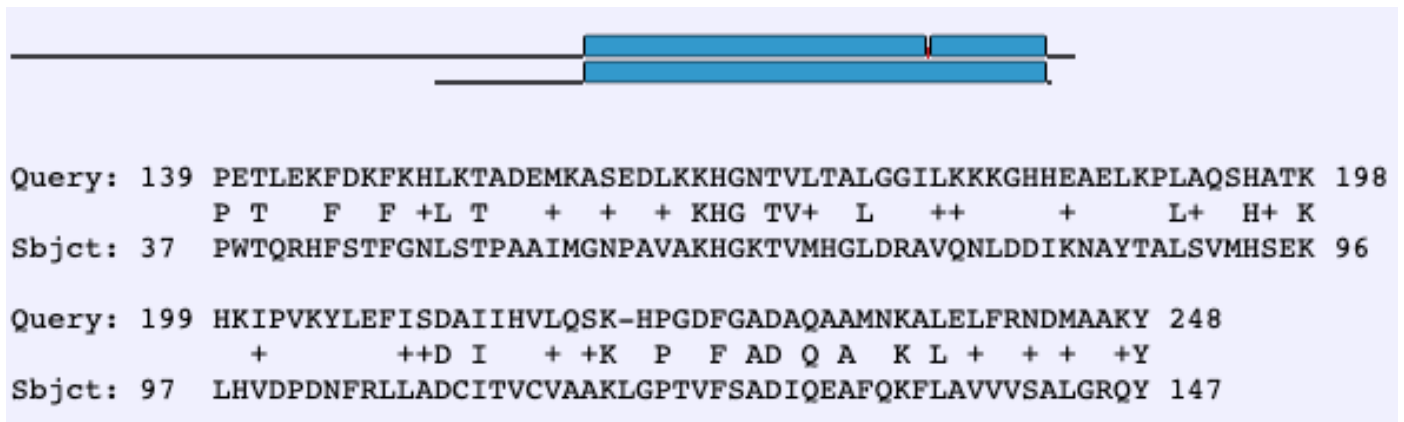 Query: 139 PETLEKFDKFKHLKTADEMKASEDLKKHGNTVLTALGGILKKKGHHEAELKPLAQSHATK 198
P T   F  F +L T   +  +  + KHG TV+  L   ++     +      L+  H+ K
Sbjct: 37 PWTQRHFSTFGNLSTPAAIMGNPAVAKHGKTVMHGLDRAVQNLDDIKNAYTALSVMHSEK 96
Query: 199 HKIPVKYLEFISDAIIHVLQSK-HPGDFGADAQAAMNKALELFRNDMAAKY 248
+       ++D I   + +K  P  F AD Q A  K L +  + +  +Y
Sbjct: 97 LHVDPDNFRLLADCITVCVAAKLGPTVFSADIQEAFQKFLAVVVSALGRQY 147